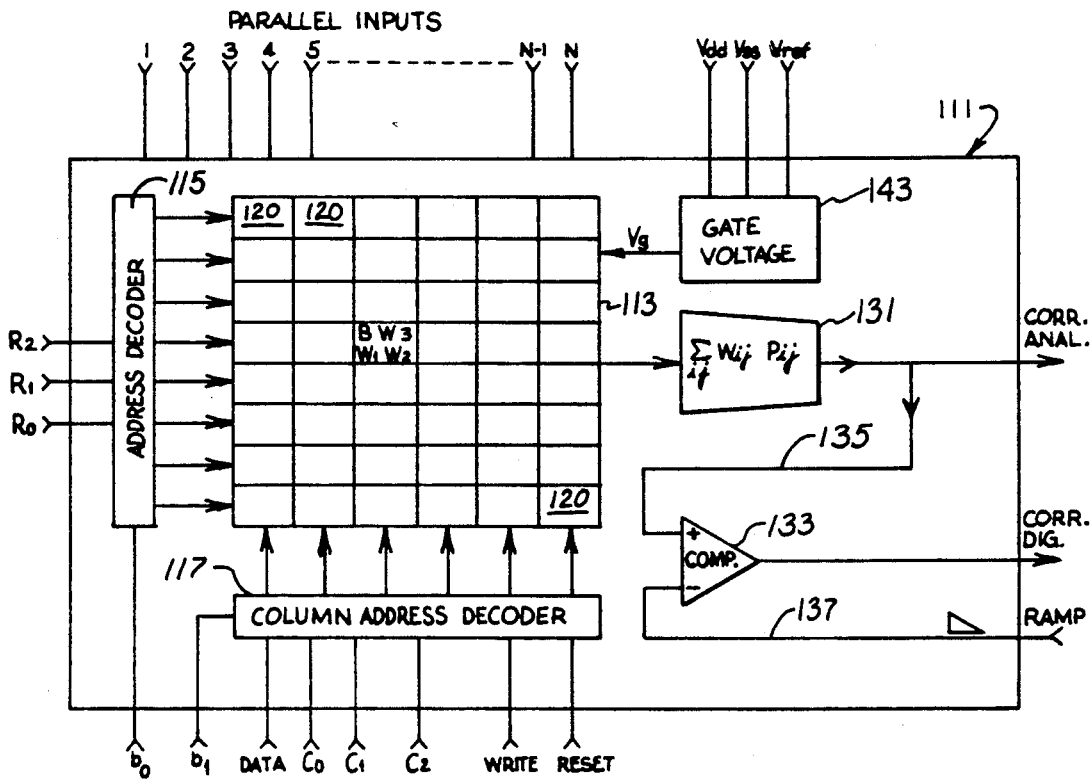 PARALLEL INPUTS
1 2 3 4 5 N-1 N
Vdd Vss Vref
111
115
120 120
143
GATE
VOLTAGE
Vg
ADDRESS DECODER
113
131
B W3
W1 W2
Σ Wij Pij
ij
CORR.
ANAL.
R2
R1
R0
135
120
133
+
COMP.
−
CORR.
DIG.
117
COLUMN ADDRESS DECODER
137
RAMP
b0 b1 DATA C0 C1 C2 WRITE RESET